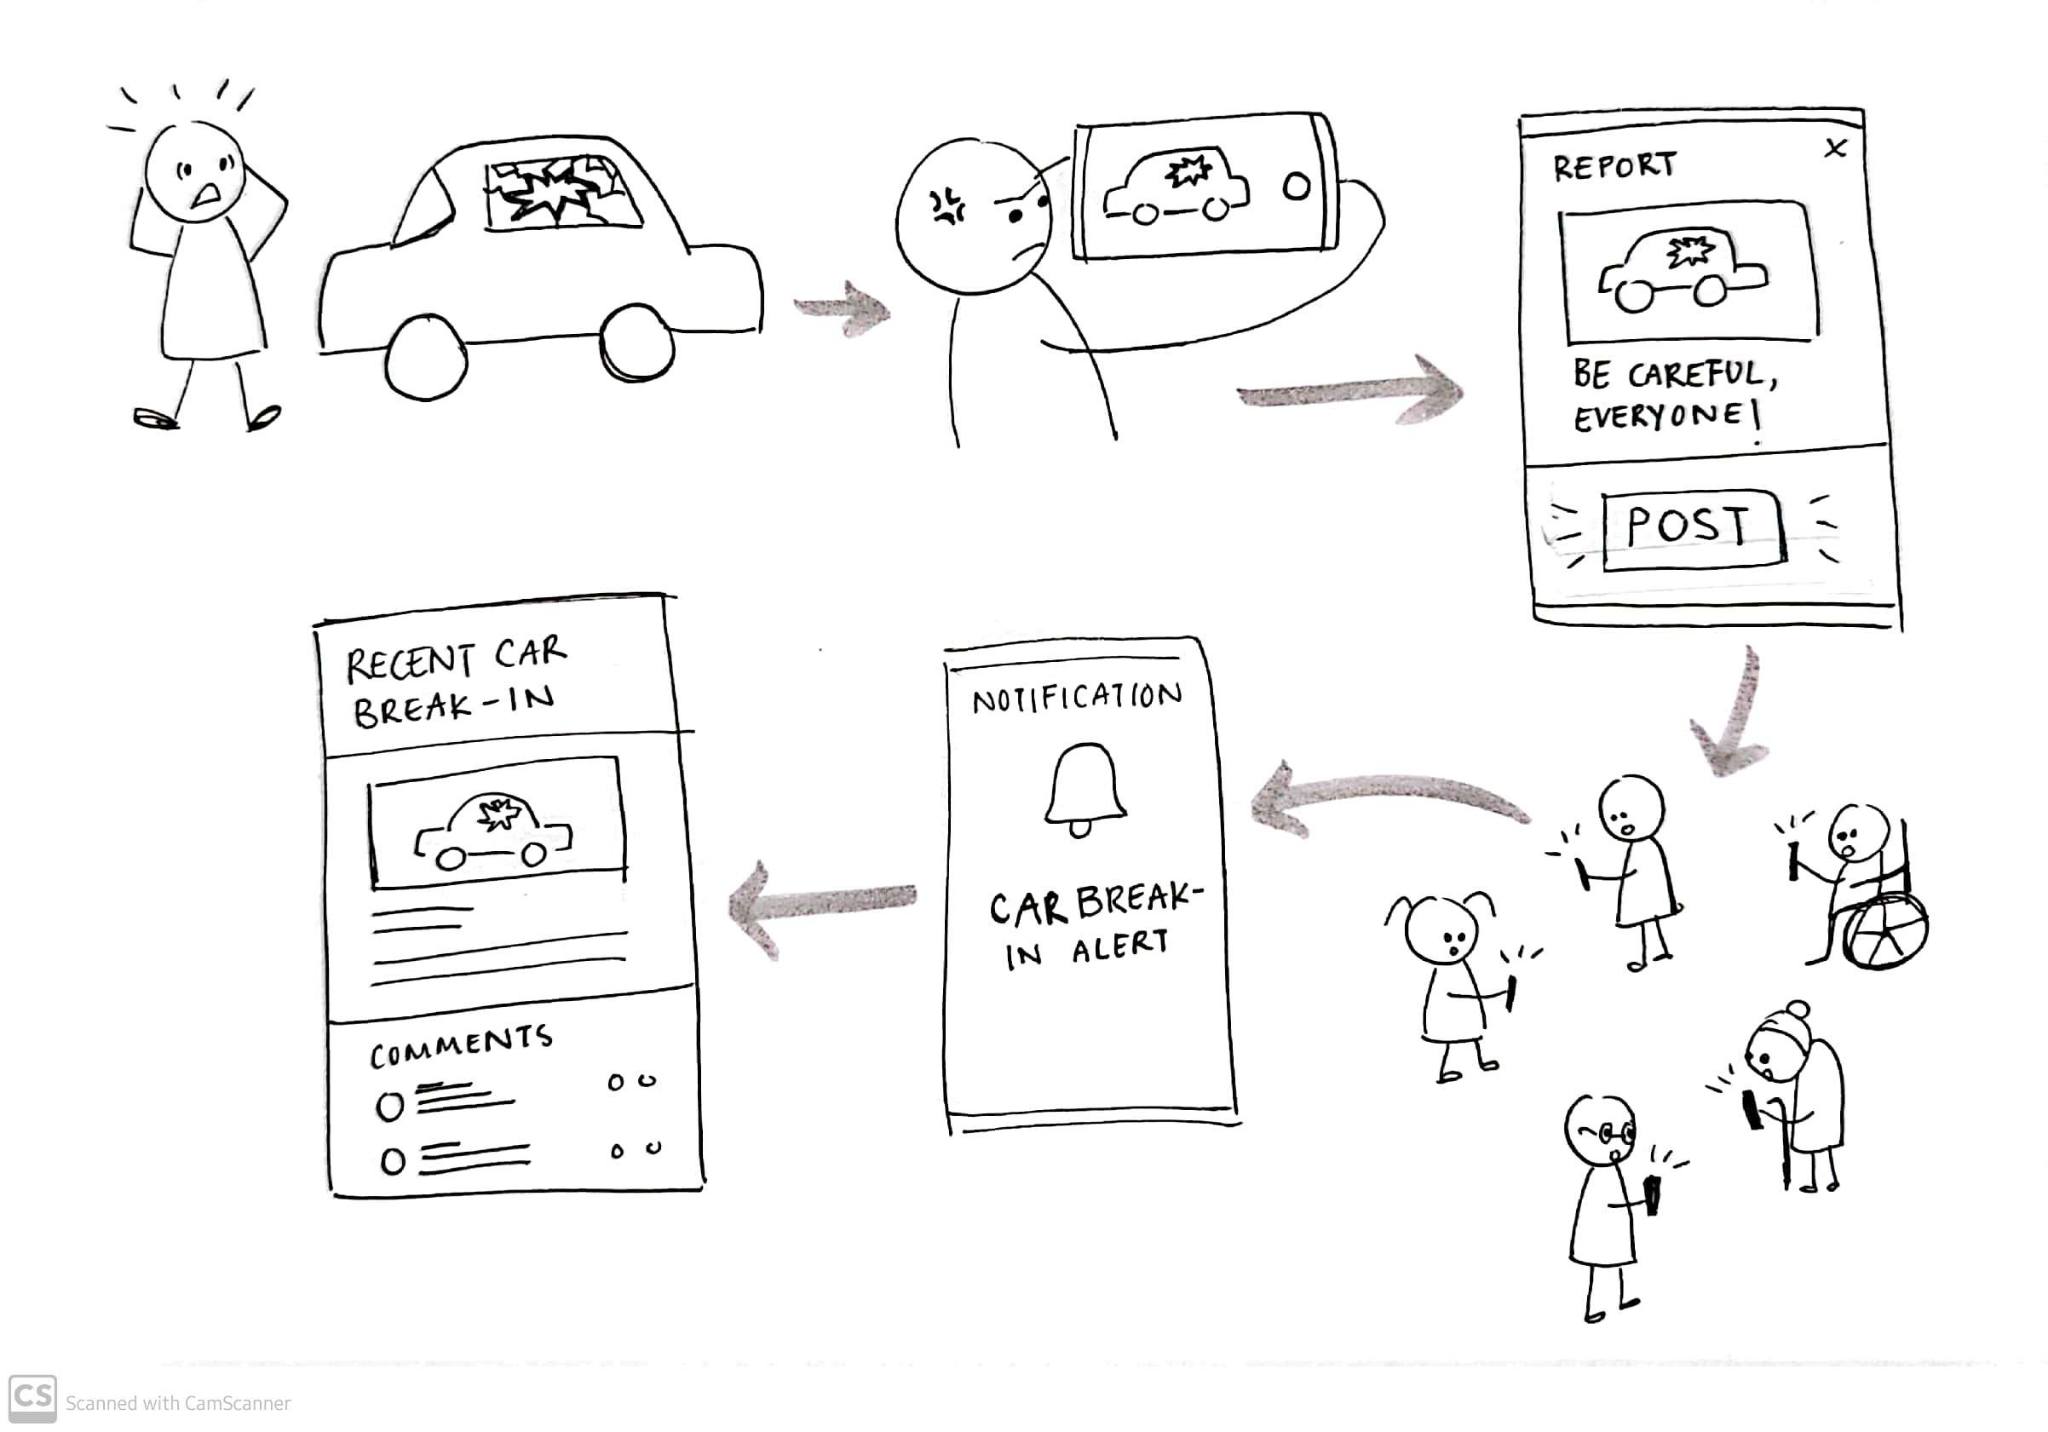 REPORT
X
BE CAREFUL,
EVERYONE!
POST
NOTIFICATION
CAR BREAK-
IN ALERT
RECENT CAR
BREAK-IN
COMMENTS
CS Scanned with CamScanner